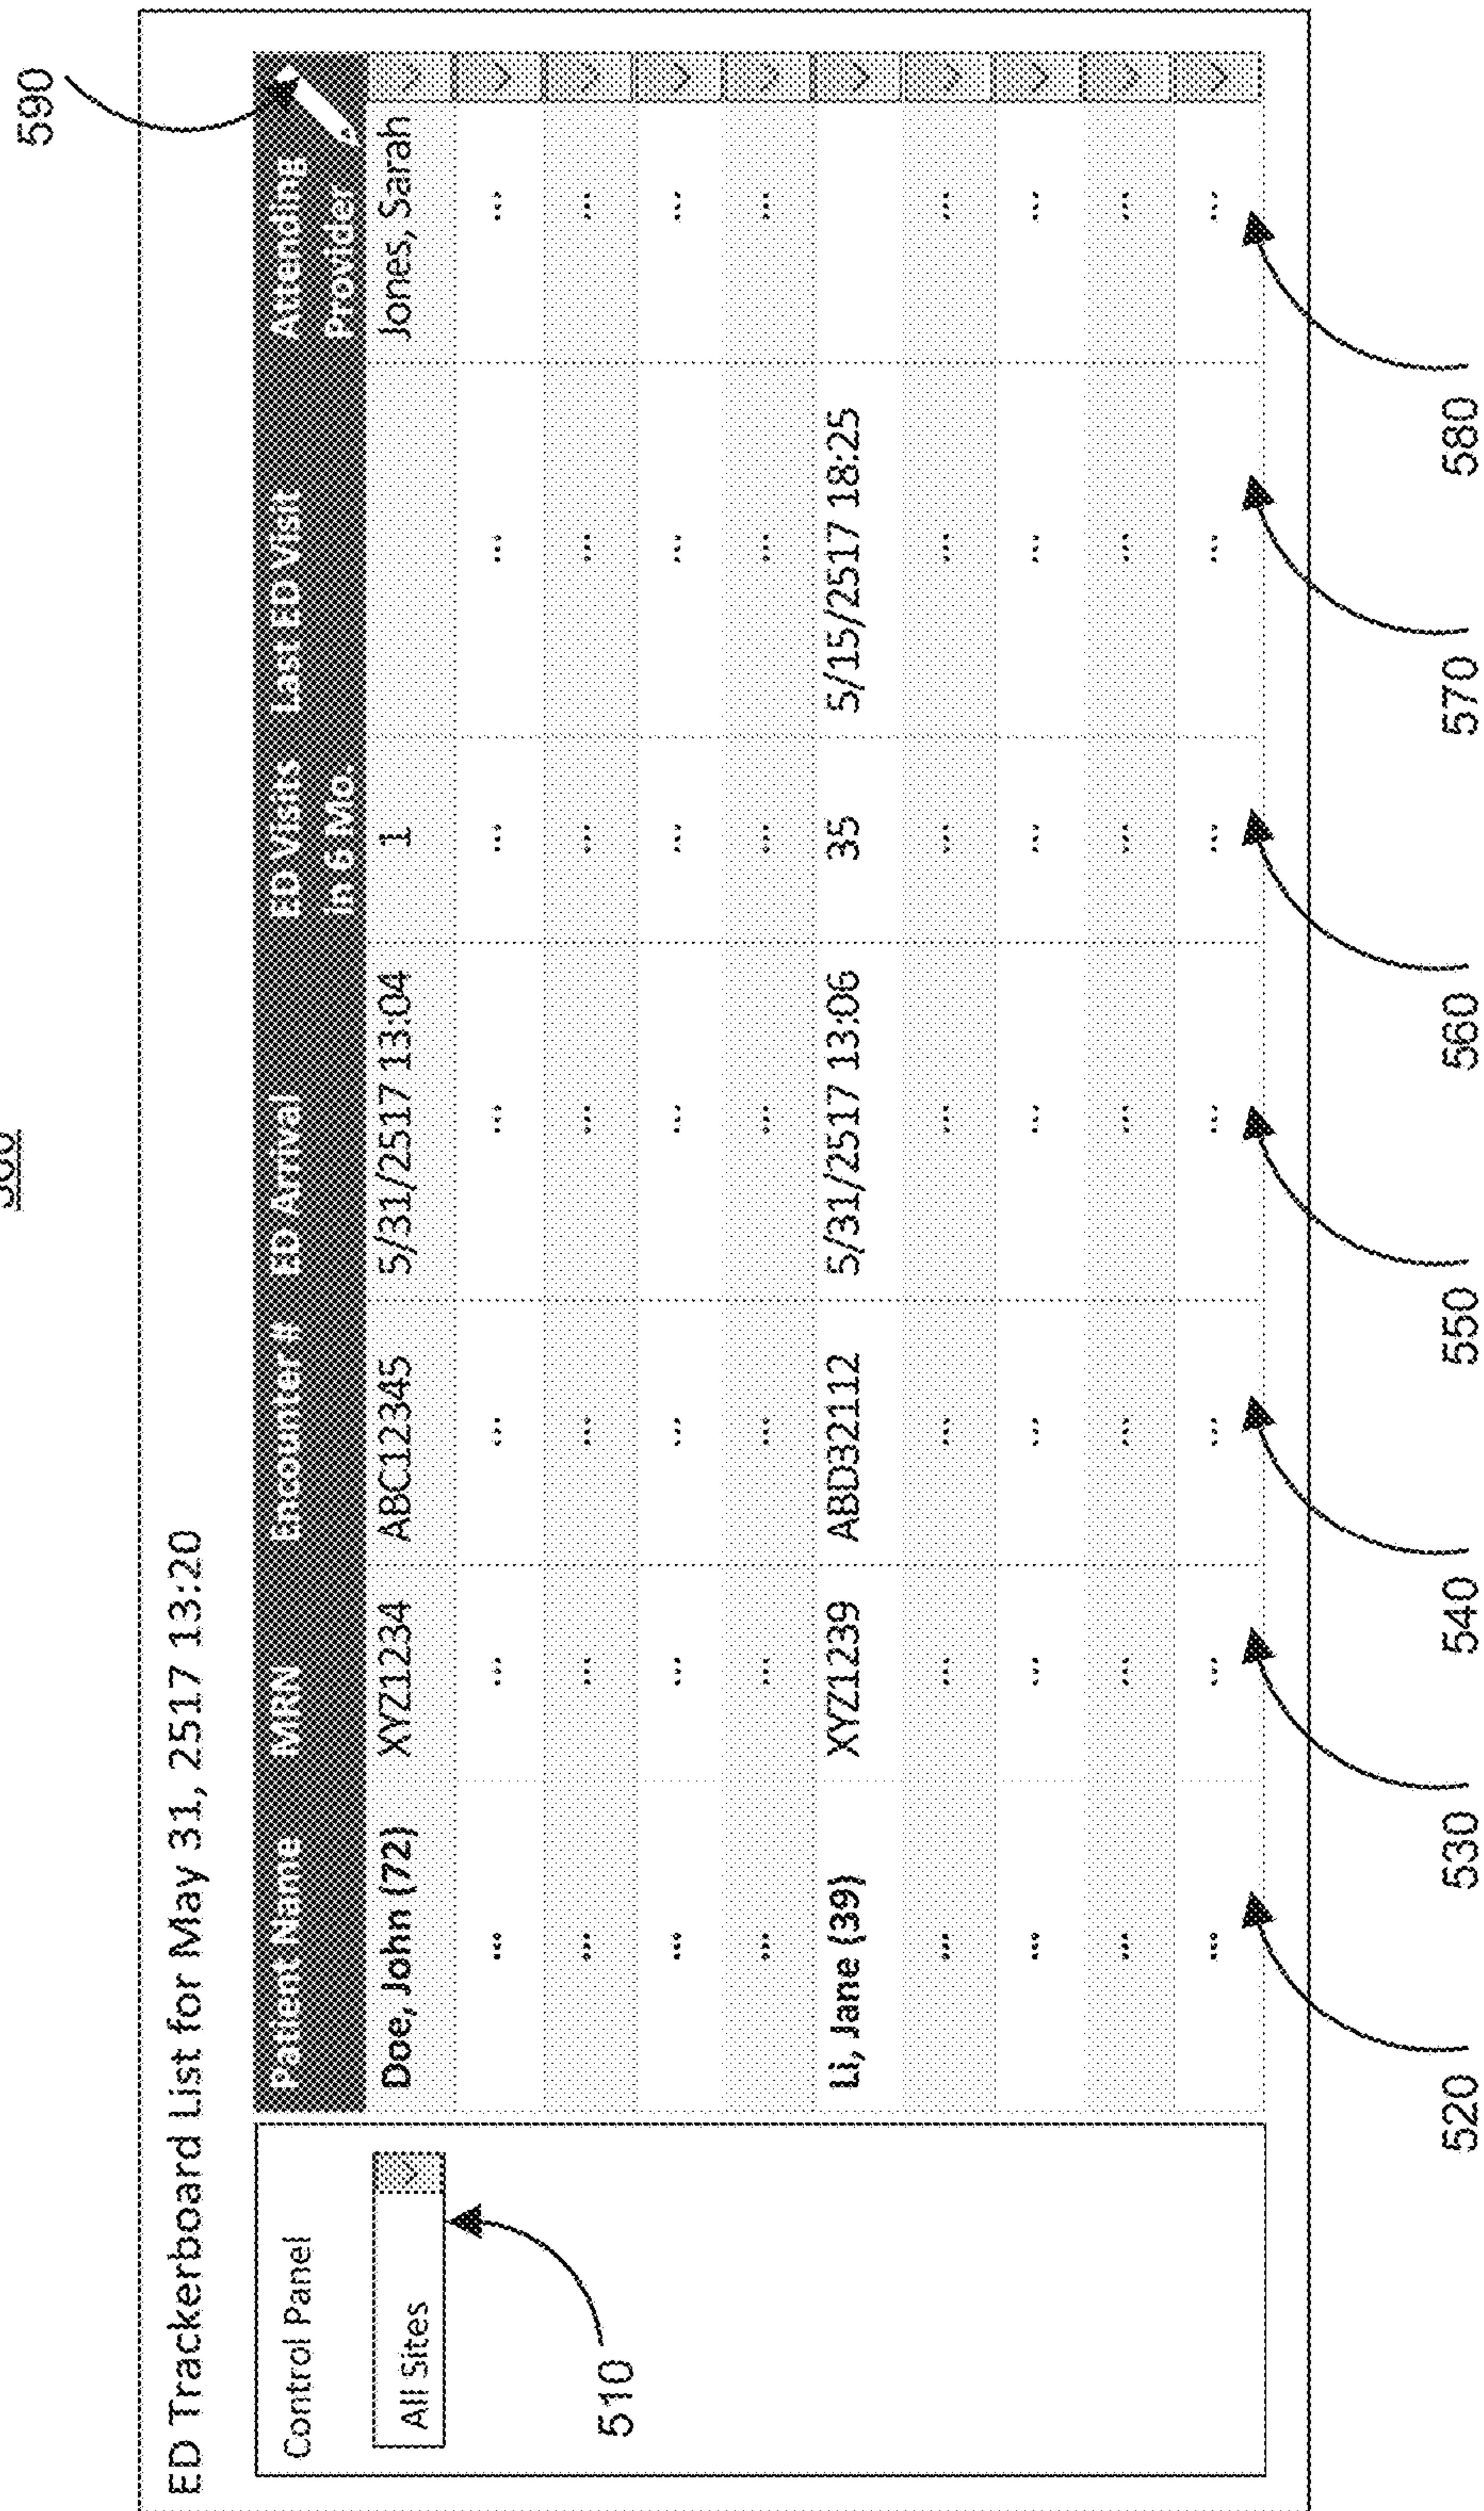 590
ED Trackerboard List for May 31, 2517 13:20
Control Panel
All Sites
510
Patient Name MRN Encounter # ED Arrival ED Visits in 6 Mo. Last ED Visit Attending Provider
Doe, John (72) XYZ1234 ABC12345 5/31/2517 13:04 1 Jones, Sarah
... ... ... ... ... ... ...
... ... ... ... ... ... ...
... ... ... ... ... ... ...
... ... ... ... ... ... ...
Li, Jane (39) XYZ1239 ABD32112 5/31/2517 13:06 35 5/15/2517 18:25
... ... ... ... ... ... ...
... ... ... ... ... ... ...
... ... ... ... ... ... ...
... ... ... ... ... ... ...
520 530 540 550 560 570 580